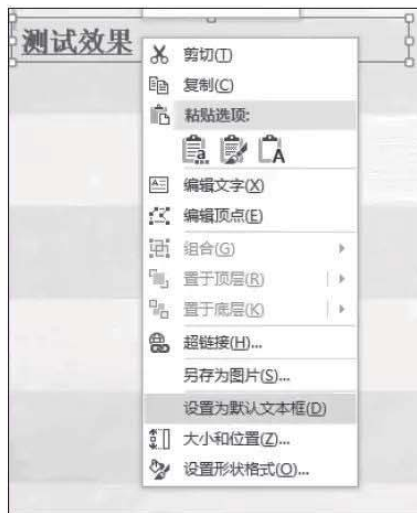 测试效果
剪切(T)
复制(C)
粘贴选项:
编辑文字(X)
编辑顶点(E)
组合(G)
置于顶层(R)
置于底层(K)
超链接(H)...
另存为图片(S)...
设置为默认文本框(D)
大小和位置(Z)...
设置形状格式(O)...